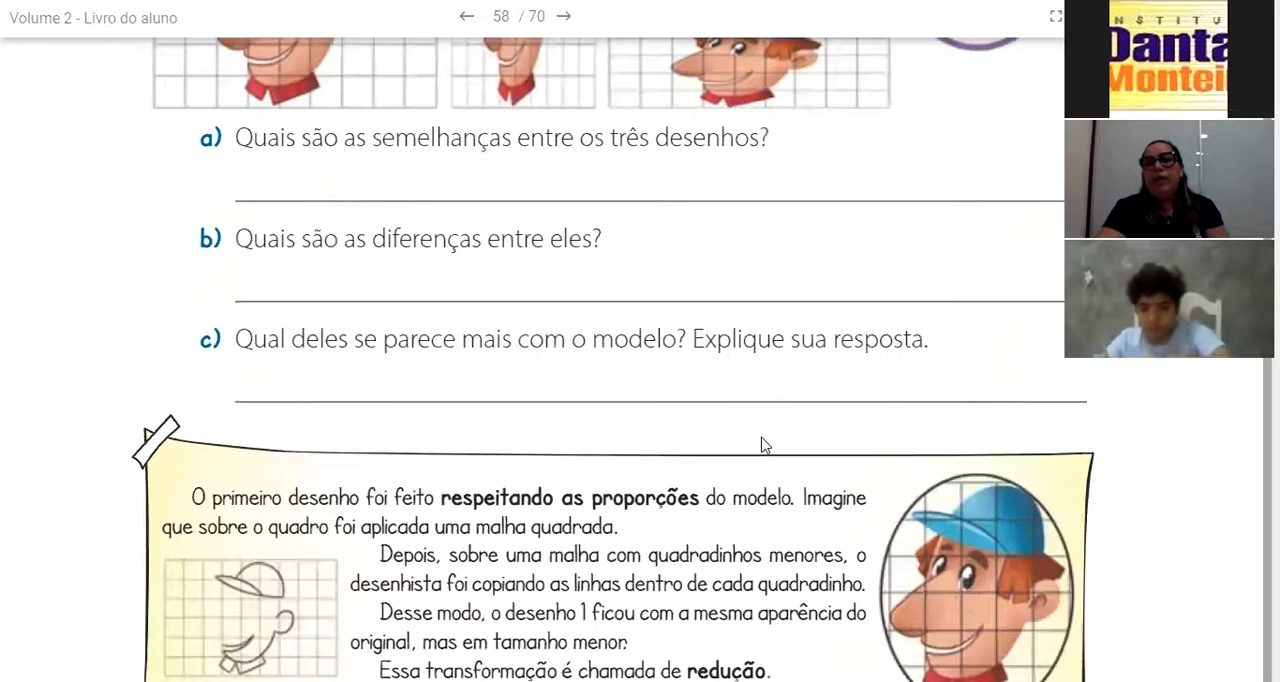 Volume 2 - Livro do aluno
58 / 70
NSTITU
Danta
Montei
a) Quais são as semelhanças entre os três desenhos?
b) Quais são as diferenças entre eles?
c) Qual deles se parece mais com o modelo? Explique sua resposta.
O primeiro desenho foi feito respeitando as proporções do modelo. Imagine
que sobre o quadro foi aplicada uma malha quadrada.
Depois, sobre uma malha com quadradinhos menores, o
desenhista foi copiando as linhas dentro de cada quadradinho.
Desse modo, o desenho 1 ficou com a mesma aparência do
original, mas em tamanho menor.
Essa transformação é chamada de redução.